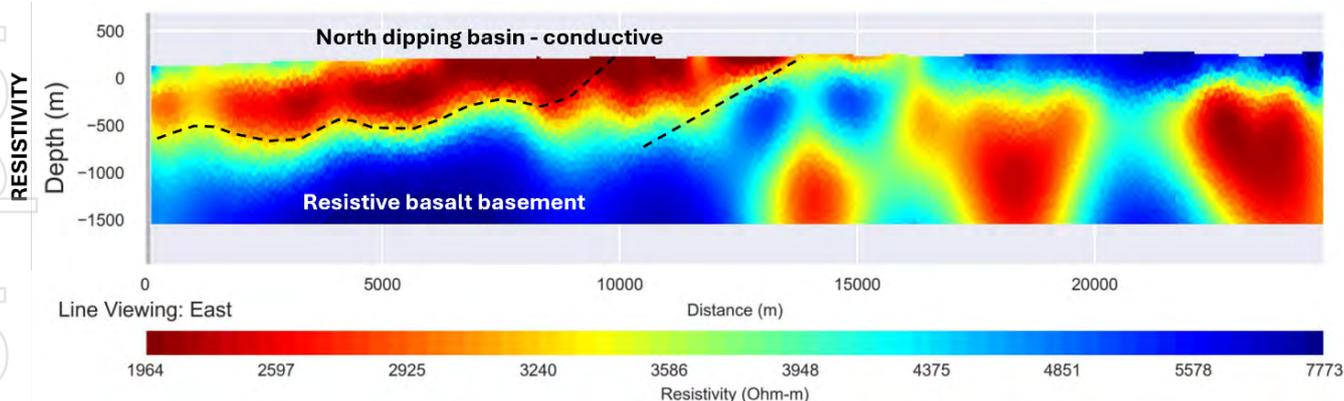 North dipping basin - conductive
Resistive basalt basement
RESISTIVITY
Depth (m)
500
0
−500
−1000
−1500
0 5000 10000 15000 20000
Line Viewing: East
Distance (m)
1964 2597 2925 3240 3586 3948 4375 4851 5578 7773
Resistivity (Ohm-m)